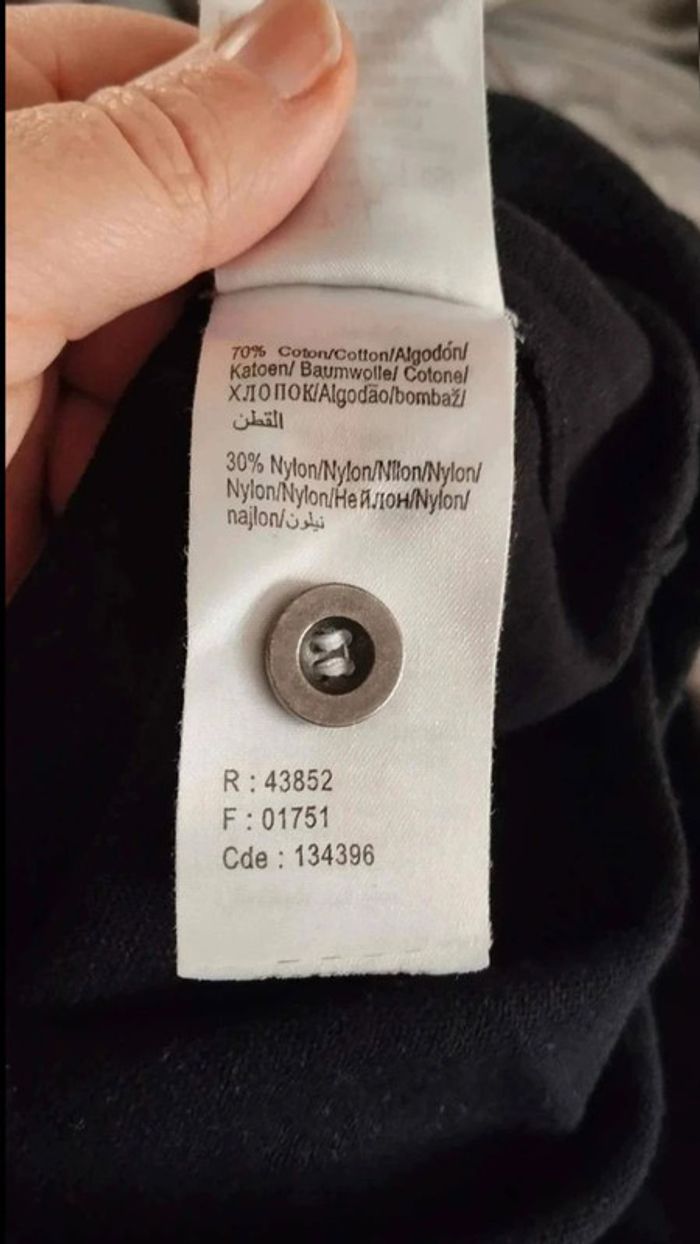 70% Coton/Cotton/Algodón/
Katoen/ Baumwolle/ Cotone/
ХЛОПОК/Algodão/bombaž/
القطن
30% Nylon/Nylon/Nilon/Nylon/
Nylon/Nylon/Нейлон/Nylon/
najlon/نيلون
R : 43852
F : 01751
Cde : 134396